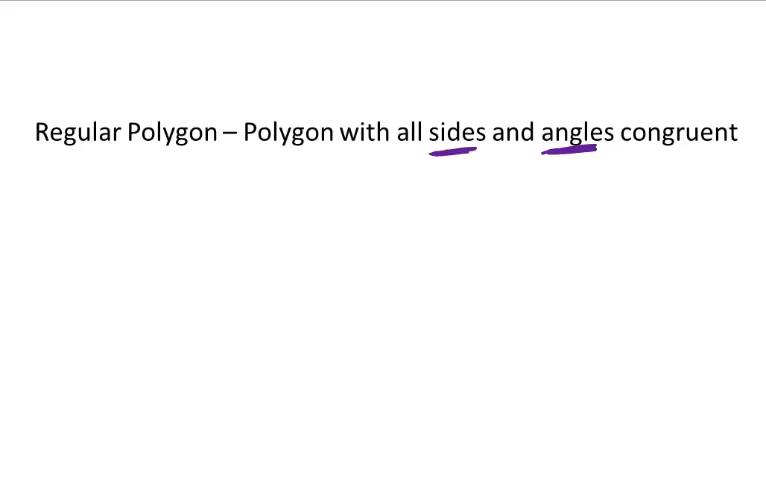 Regular Polygon – Polygon with all sides and angles congruent